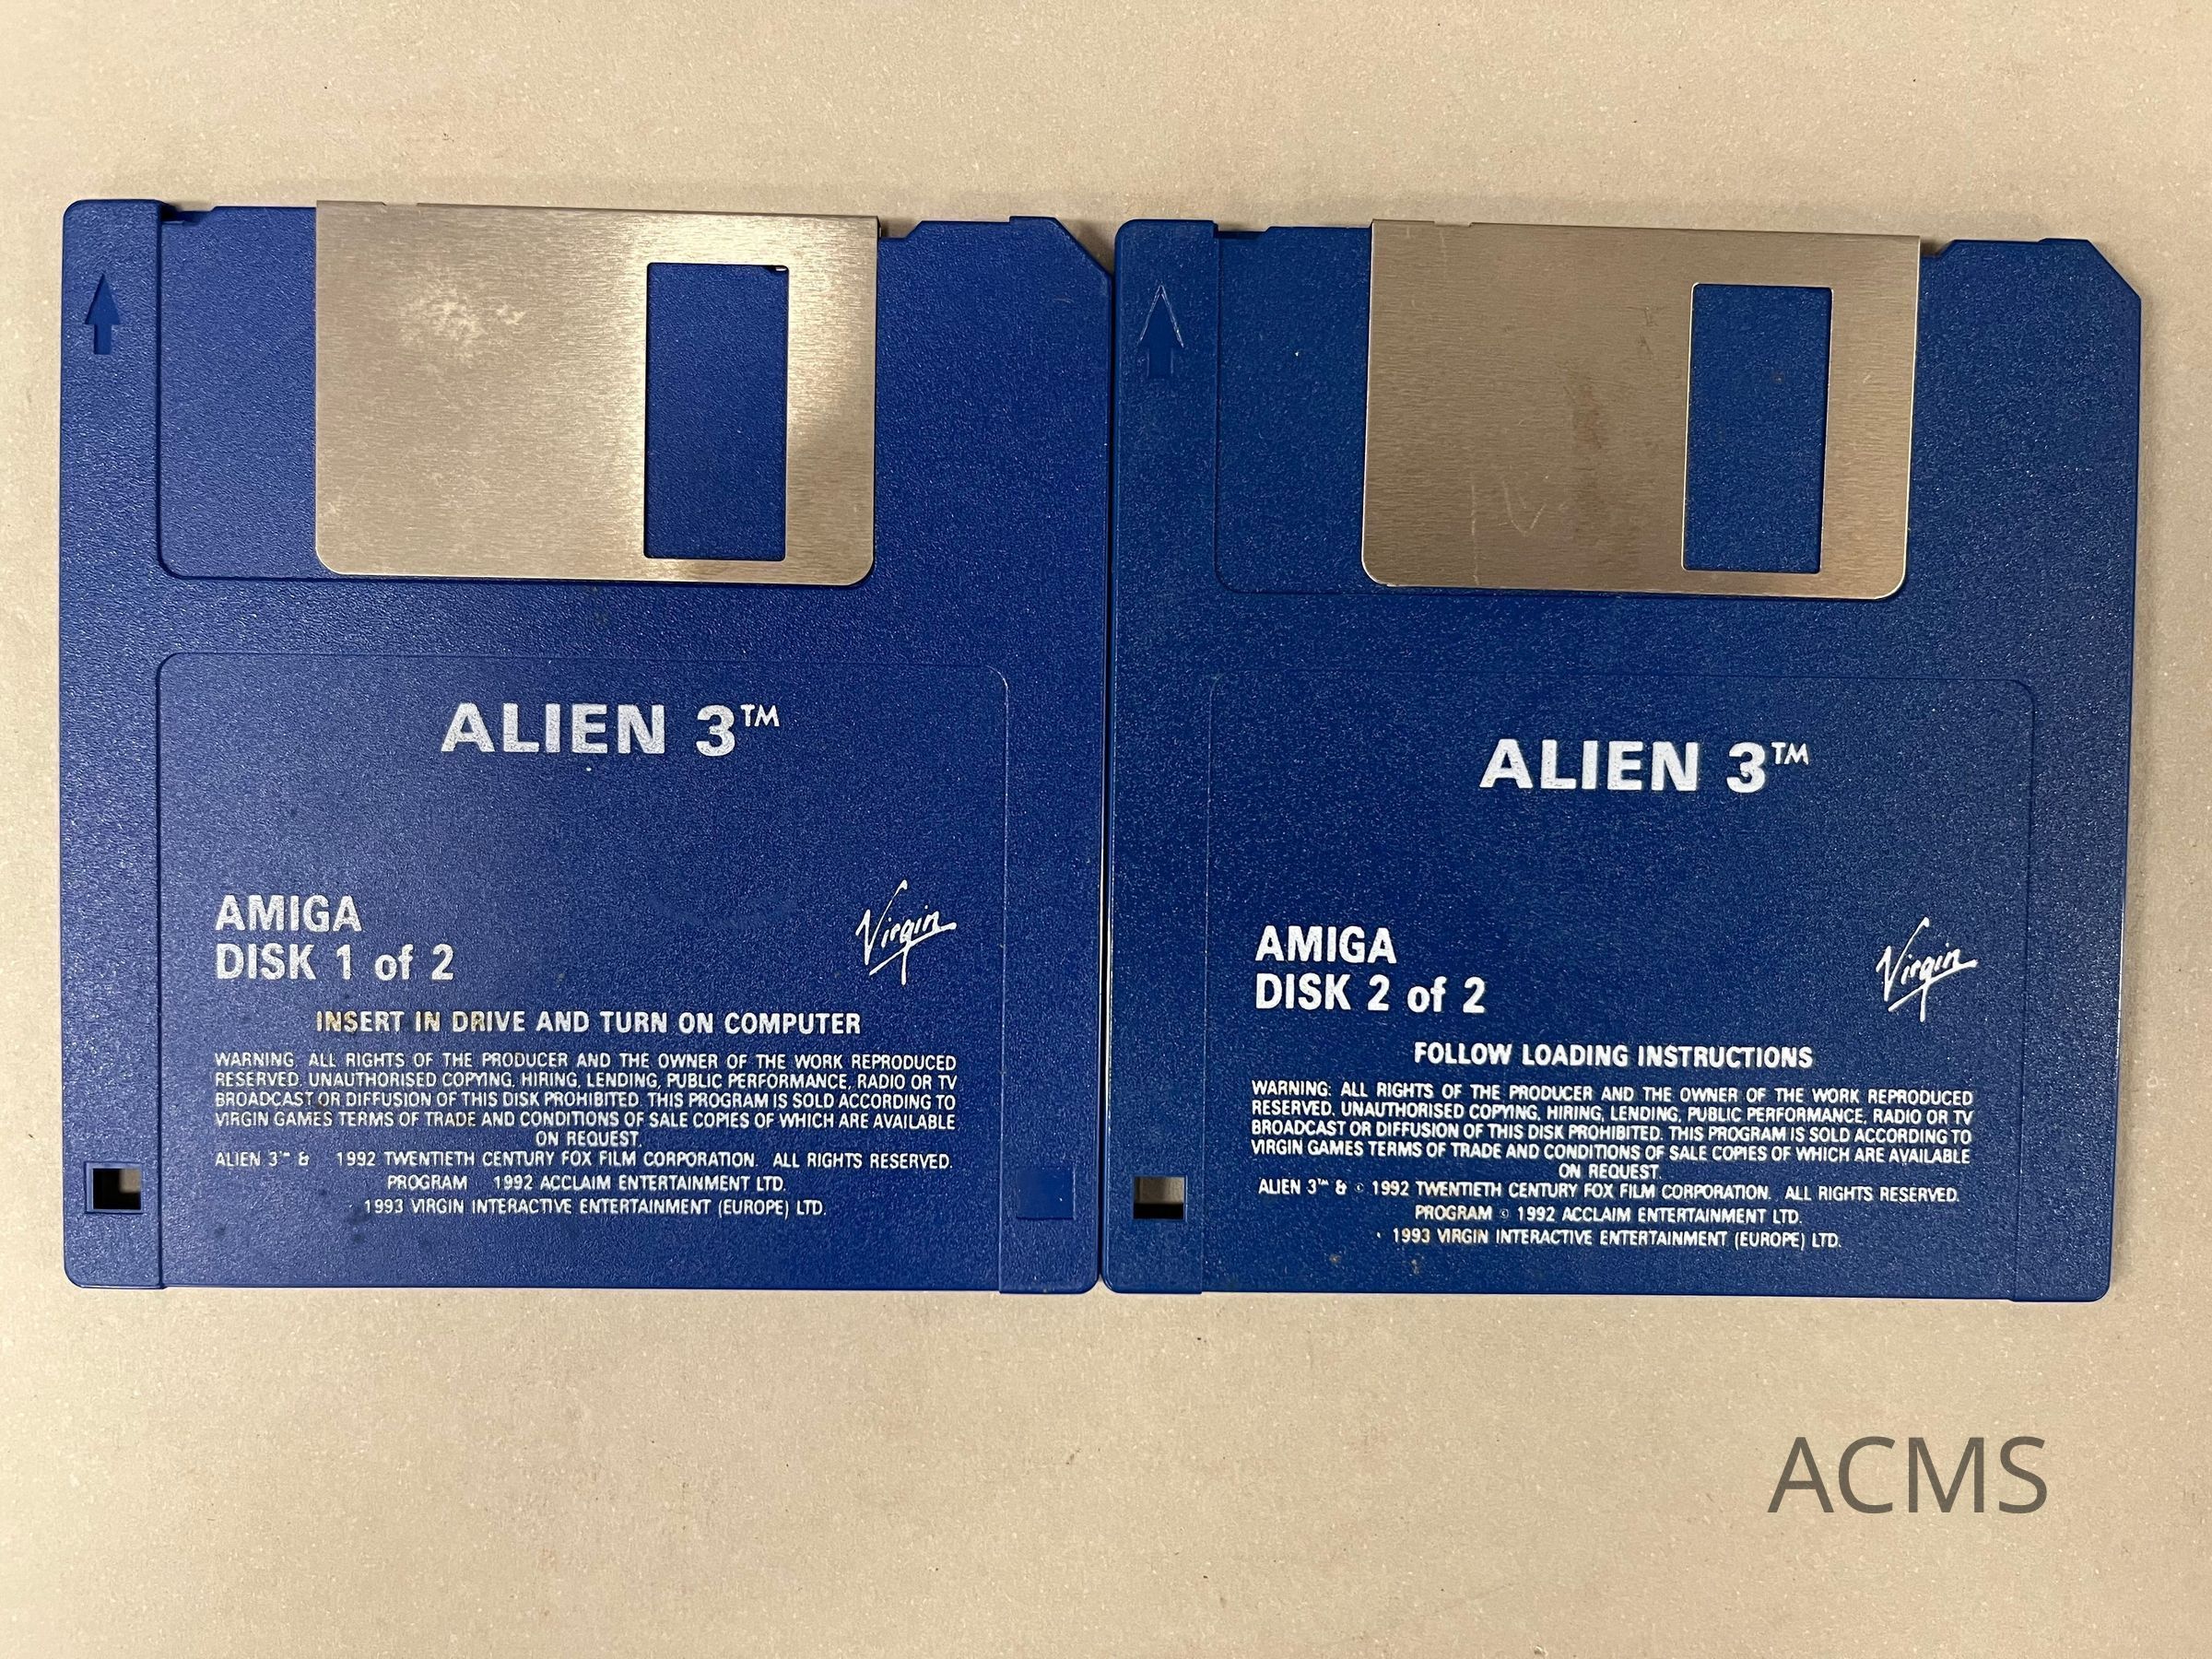 ALIEN 3™
AMIGA
DISK 1 of 2
Virgin
INSERT IN DRIVE AND TURN ON COMPUTER
WARNING. ALL RIGHTS OF THE PRODUCER AND THE OWNER OF THE WORK REPRODUCED
RESERVED. UNAUTHORISED COPYING, HIRING, LENDING, PUBLIC PERFORMANCE, RADIO OR TV
BROADCAST OR DIFFUSION OF THIS DISK PROHIBITED. THIS PROGRAM IS SOLD ACCORDING TO
VIRGIN GAMES TERMS OF TRADE AND CONDITIONS OF SALE COPIES OF WHICH ARE AVAILABLE
ON REQUEST.
ALIEN 3™ & 1992 TWENTIETH CENTURY FOX FILM CORPORATION. ALL RIGHTS RESERVED.
PROGRAM 1992 ACCLAIM ENTERTAINMENT LTD.
1993 VIRGIN INTERACTIVE ENTERTAINMENT (EUROPE) LTD.
ALIEN 3™
AMIGA
DISK 2 of 2
Virgin
FOLLOW LOADING INSTRUCTIONS
WARNING: ALL RIGHTS OF THE PRODUCER AND THE OWNER OF THE WORK REPRODUCED
RESERVED. UNAUTHORISED COPYING, HIRING, LENDING, PUBLIC PERFORMANCE, RADIO OR TV
BROADCAST OR DIFFUSION OF THIS DISK PROHIBITED. THIS PROGRAM IS SOLD ACCORDING TO
VIRGIN GAMES TERMS OF TRADE AND CONDITIONS OF SALE COPIES OF WHICH ARE AVAILABLE
ON REQUEST.
ALIEN 3™ & © 1992 TWENTIETH CENTURY FOX FILM CORPORATION. ALL RIGHTS RESERVED.
PROGRAM © 1992 ACCLAIM ENTERTAINMENT LTD.
1993 VIRGIN INTERACTIVE ENTERTAINMENT (EUROPE) LTD.
ACMS